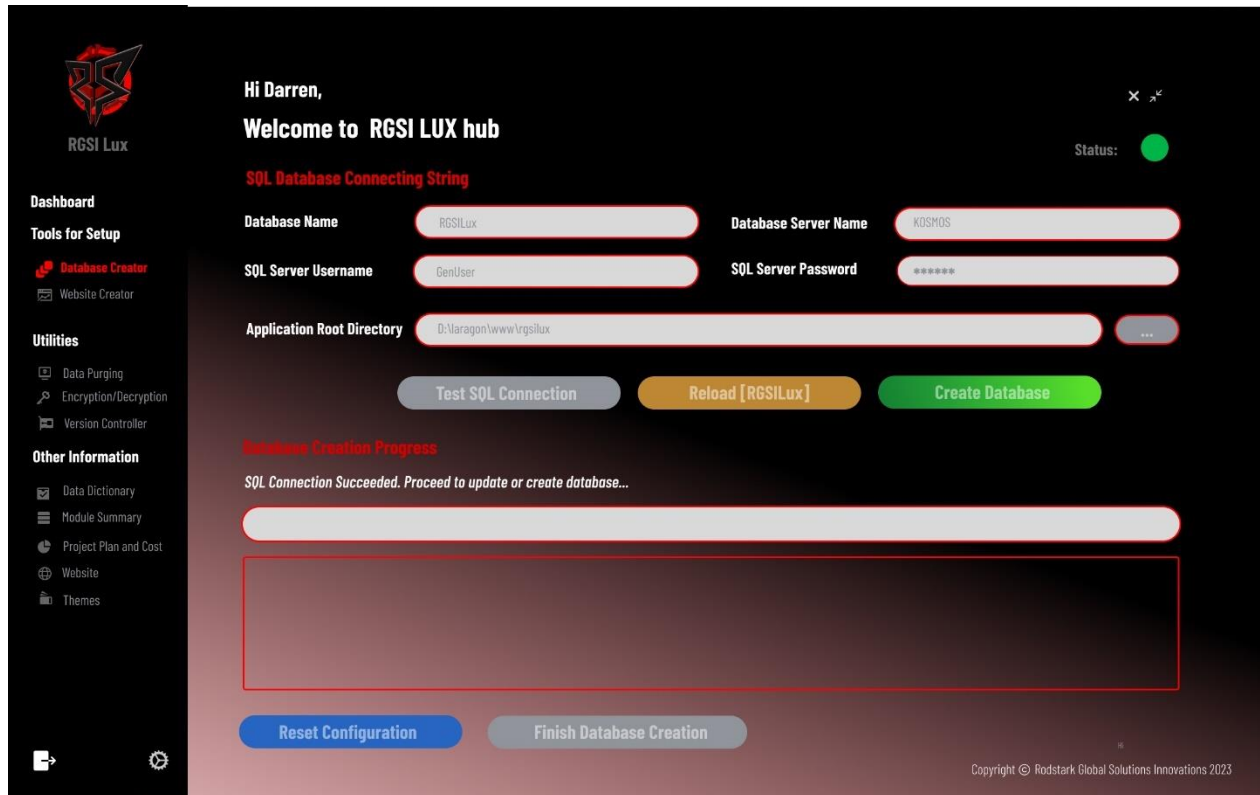 RGSI Lux
Dashboard
Tools for Setup
Database Creator
Website Creator
Utilities
Data Purging
Encryption/Decryption
Version Controller
Other Information
Data Dictionary
Module Summary
Project Plan and Cost
Website
Themes
Hi Darren,
Welcome to RGSI LUX hub
Status:
SQL Database Connecting String
Database Name RGSILux Database Server Name KOSMOS
SQL Server Username GenUser SQL Server Password ******
Application Root Directory D:\laragon\www\rgsilux ...
Test SQL Connection Reload [RGSILux] Create Database
Database Creation Progress
SQL Connection Succeeded. Proceed to update or create database...
Reset Configuration Finish Database Creation
Copyright © Rodstark Global Solutions Innovations 2023